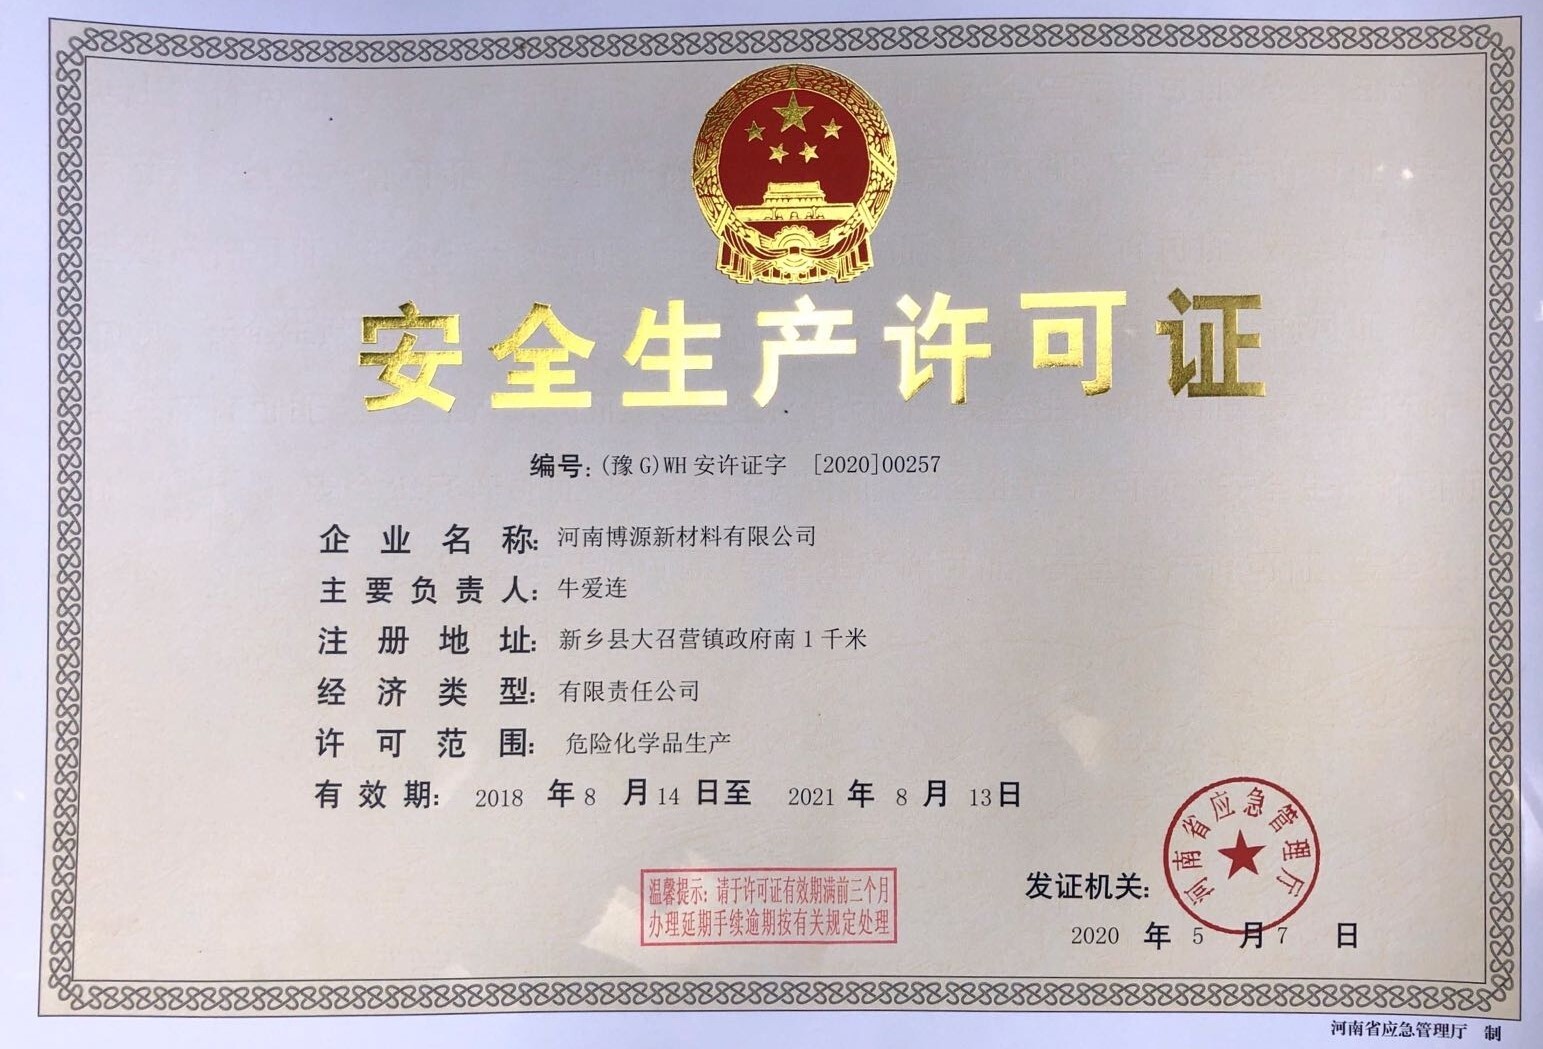 安全生产许可证
编号: (豫 G)WH 安许证字 [2020]00257
企业名称: 河南博源新材料有限公司
主要负责人: 牛爱连
注册地址: 新乡县大召营镇政府南 1 千米
经济类型: 有限责任公司
许可范围: 危险化学品生产
有效期: 2018 年 8 月 14 日至 2021 年 8 月 13 日
温馨提示: 请于许可证有效期满前三个月
办理延期手续逾期按有关规定处理
发证机关:
河南省应急管理厅
2020 年 5 月 7 日
河南省应急管理厅 制